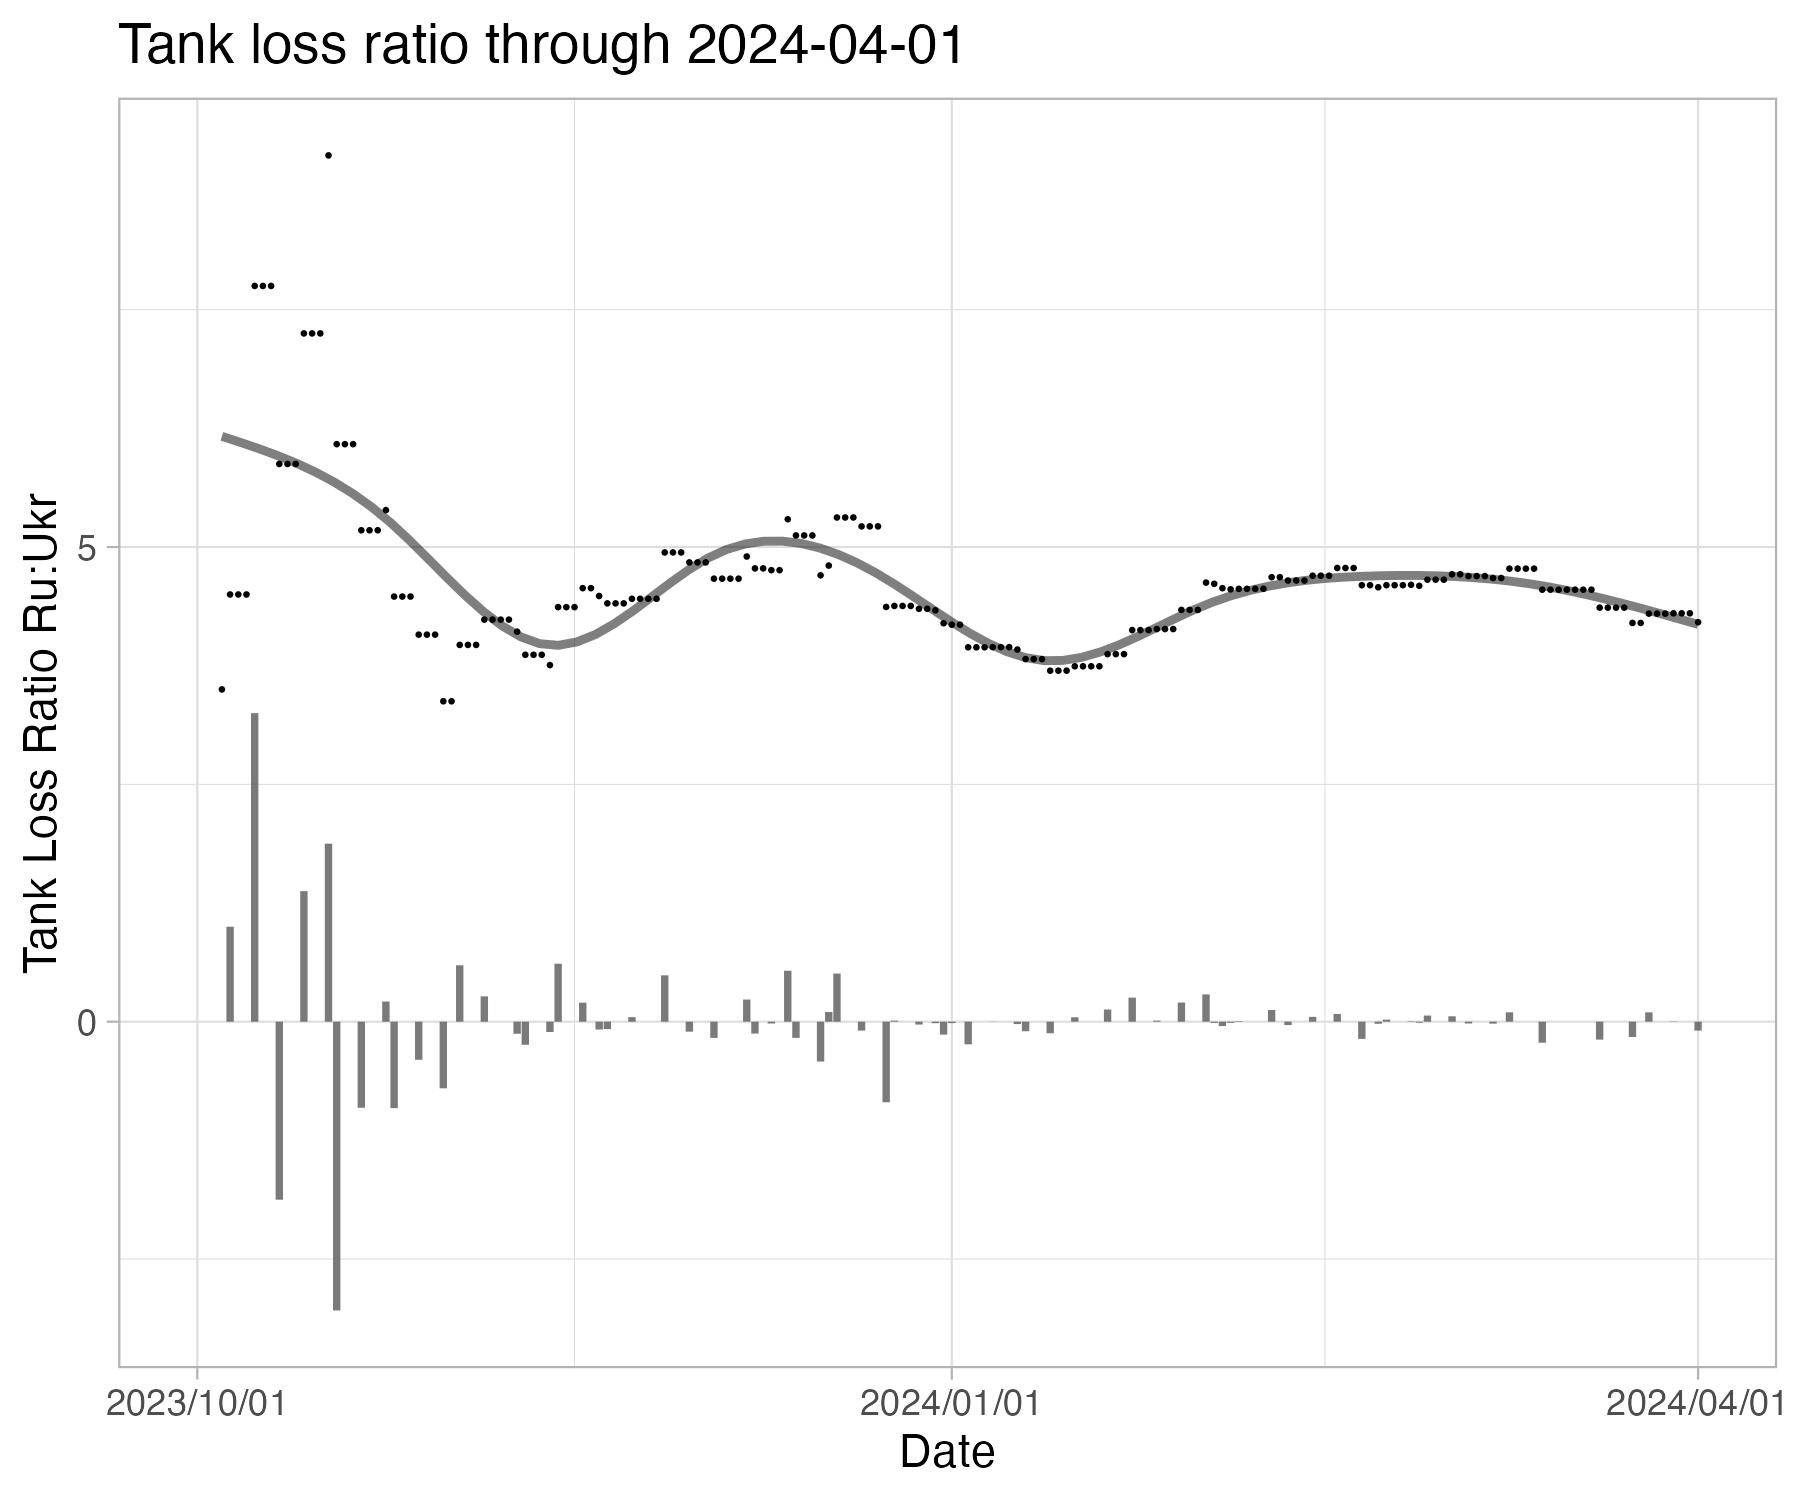 Tank loss ratio through 2024-04-01
Tank Loss Ratio Ru:Ukr
5
0
2023/10/01
2024/01/01
2024/04/01
Date